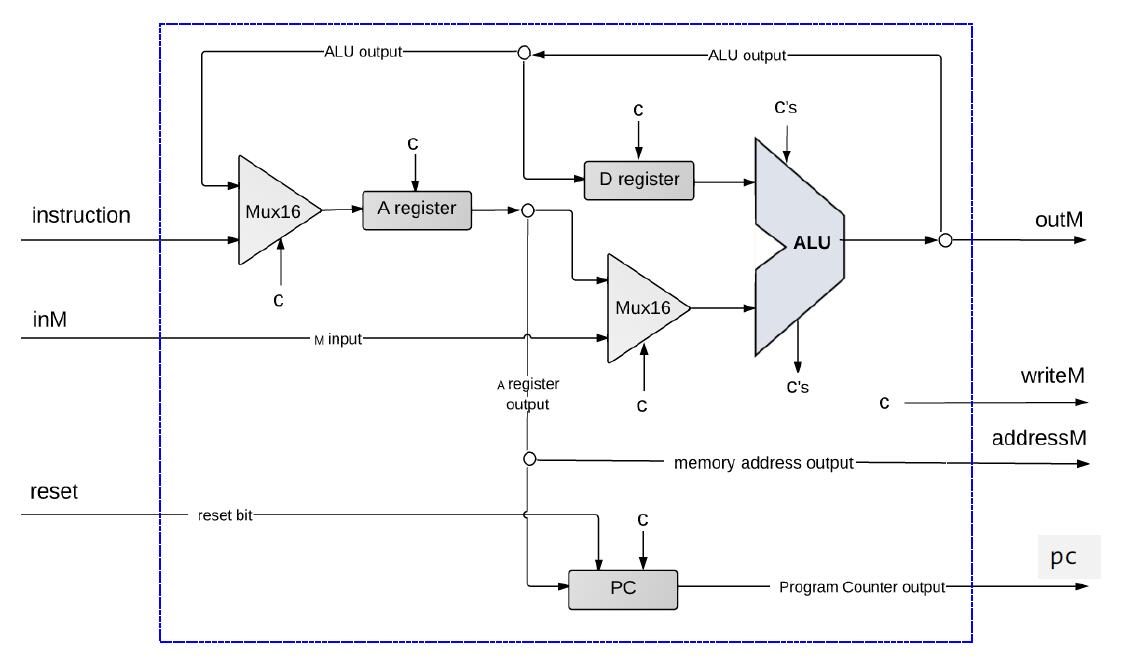 ALU output
ALU output
c
c's
c
D register
instruction
Mux16
A register
ALU
outM
c
Mux16
inM
M input
A register
output
c
c's
c
writeM
addressM
memory address output
reset
reset bit
c
PC
Program Counter output
pc